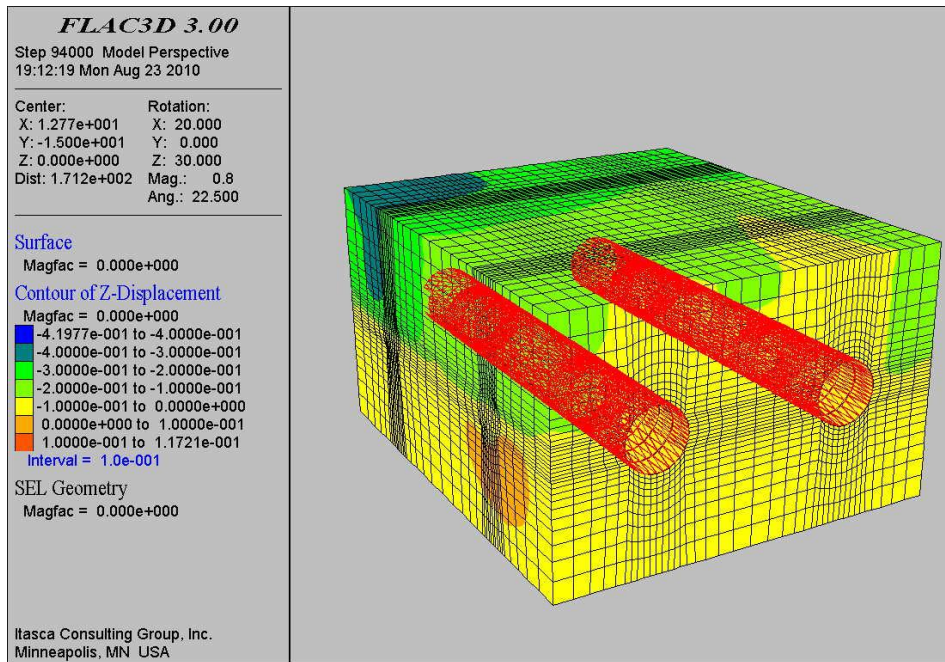 FLAC3D 3.00
Step 94000 Model Perspective
19:12:19 Mon Aug 23 2010
Center: Rotation:
X: 1.277e+001 X: 20.000
Y: -1.500e+001 Y: 0.000
Z: 0.000e+000 Z: 30.000
Dist: 1.712e+002 Mag.: 0.8
Ang.: 22.500
Surface
Magfac = 0.000e+000
Contour of Z-Displacement
Magfac = 0.000e+000
-4.1977e-001 to -4.0000e-001
-4.0000e-001 to -3.0000e-001
-3.0000e-001 to -2.0000e-001
-2.0000e-001 to -1.0000e-001
-1.0000e-001 to 0.0000e+000
0.0000e+000 to 1.0000e-001
1.0000e-001 to 1.1721e-001
Interval = 1.0e-001
SEL Geometry
Magfac = 0.000e+000
Itasca Consulting Group, Inc.
Minneapolis, MN USA